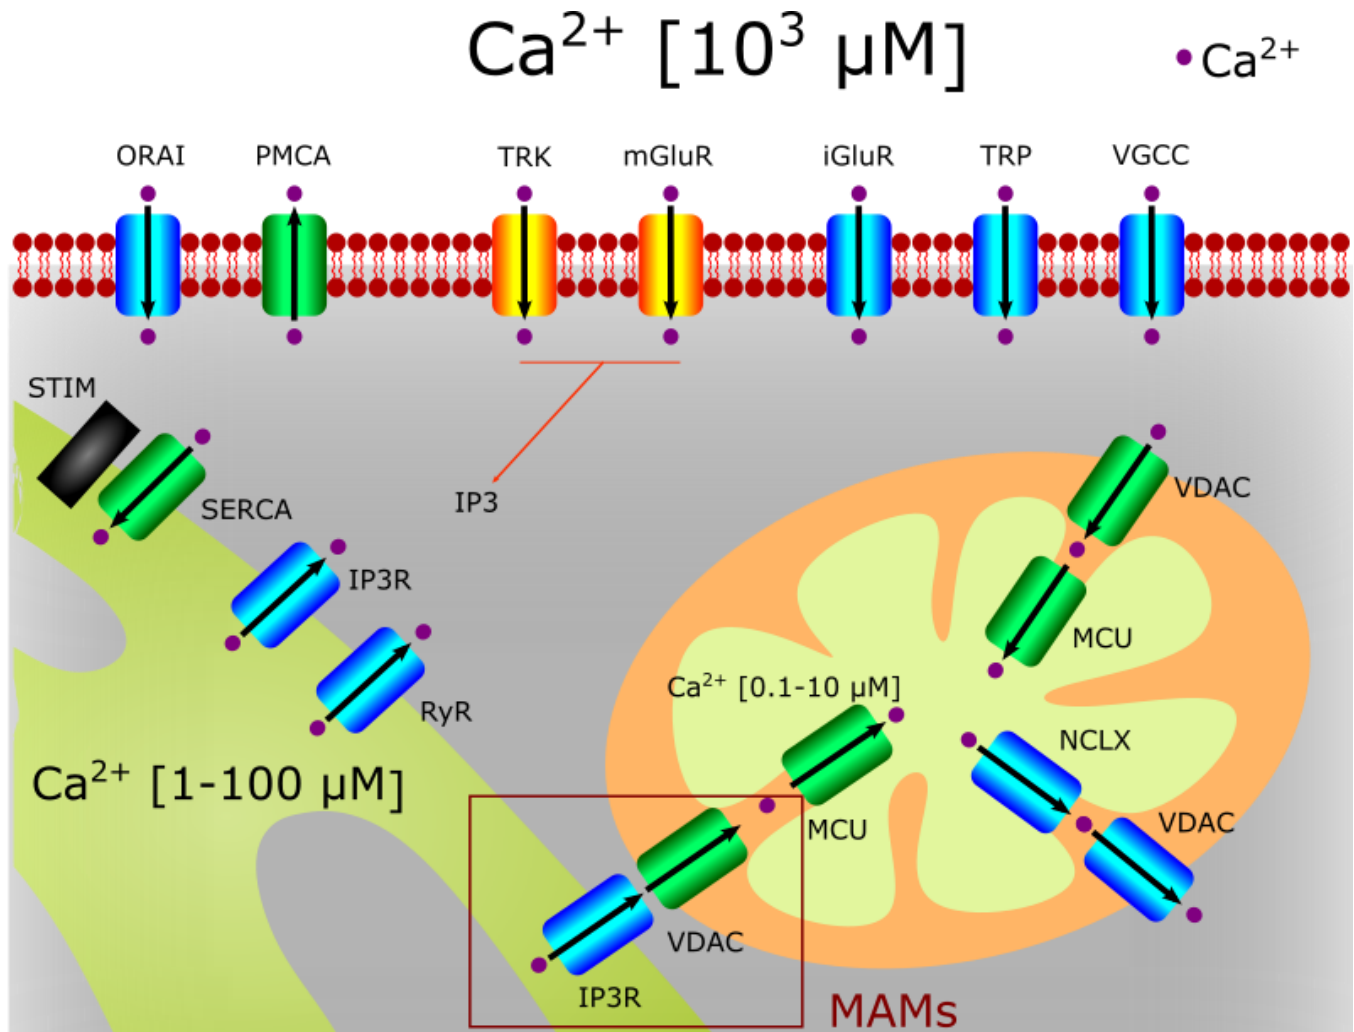 Ca²⁺ [10³ µM]
Ca²⁺
ORAI
PMCA
TRK
mGluR
iGluR
TRP
VGCC
STIM
SERCA
IP3
VDAC
IP3R
MCU
RyR
Ca²⁺ [0.1-10 µM]
NCLX
Ca²⁺ [1-100 µM]
MCU
VDAC
VDAC
IP3R
MAMs